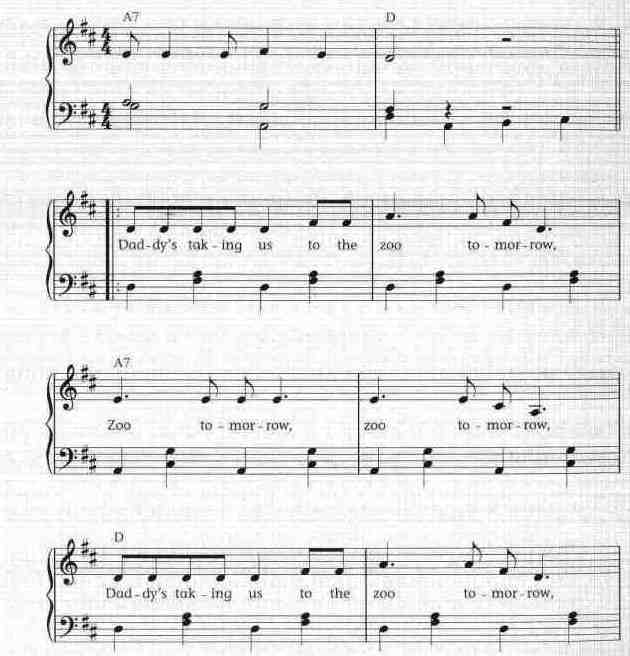 A7 D
Dad-dy's tak-ing us to the zoo to-mor-row,
A7
Zoo to-mor-row, zoo to-mor-row,
D
Dad-dy's tak-ing us to the zoo to-mor-row,